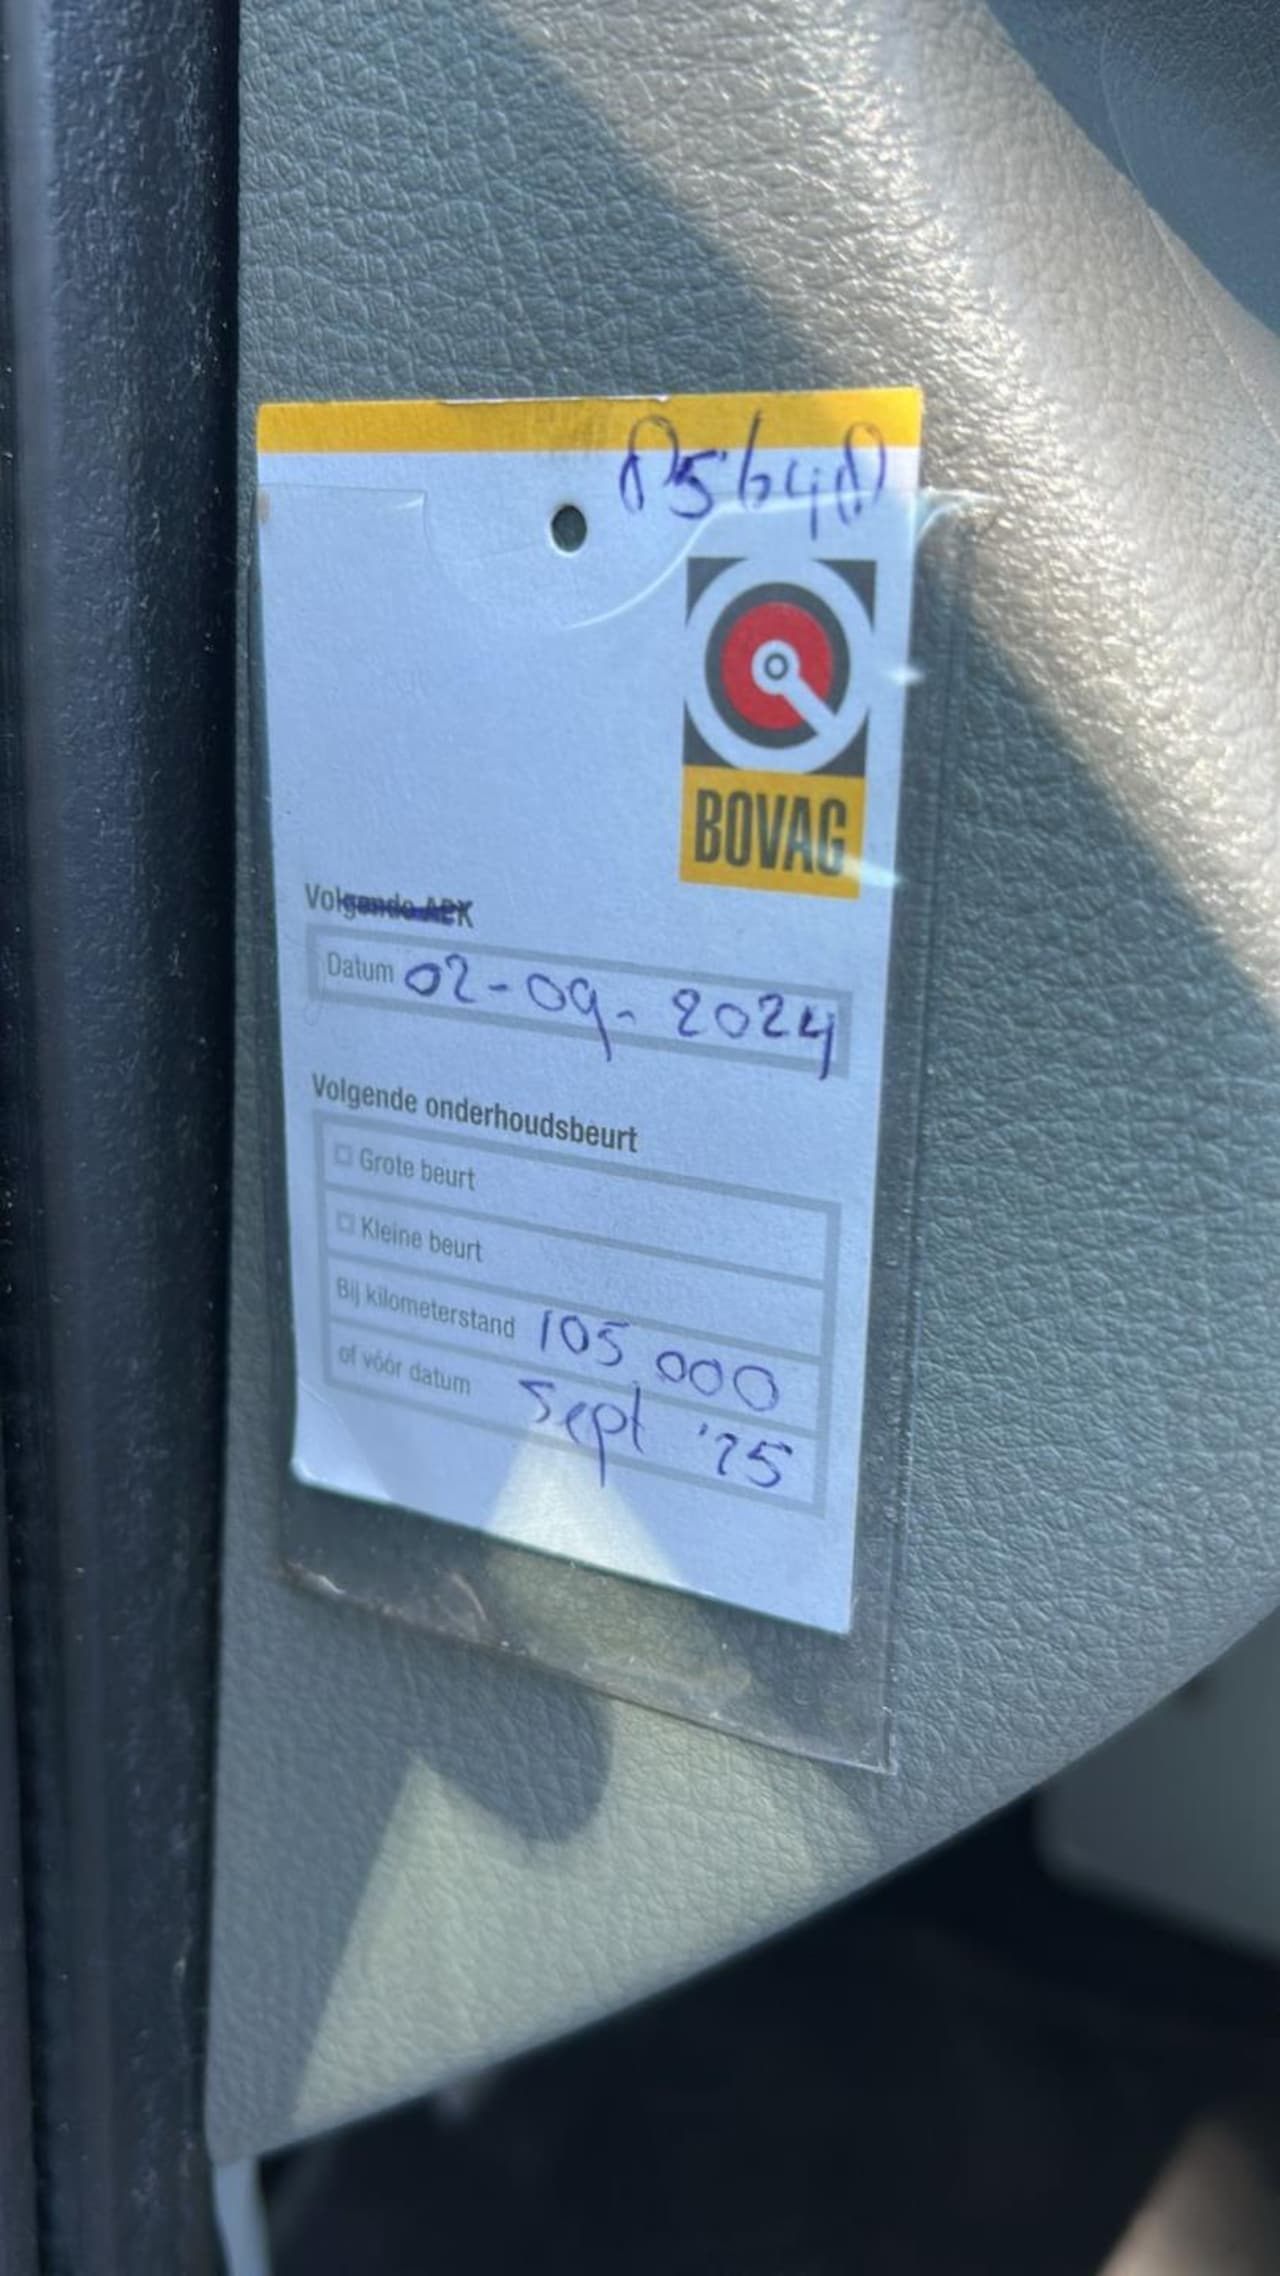 BOVAG
Volgende APK
Datum 02-09-2024
Volgende onderhoudsbeurt
Grote beurt
Kleine beurt
Bij kilometerstand 105.000
of vóór datum Sept '25